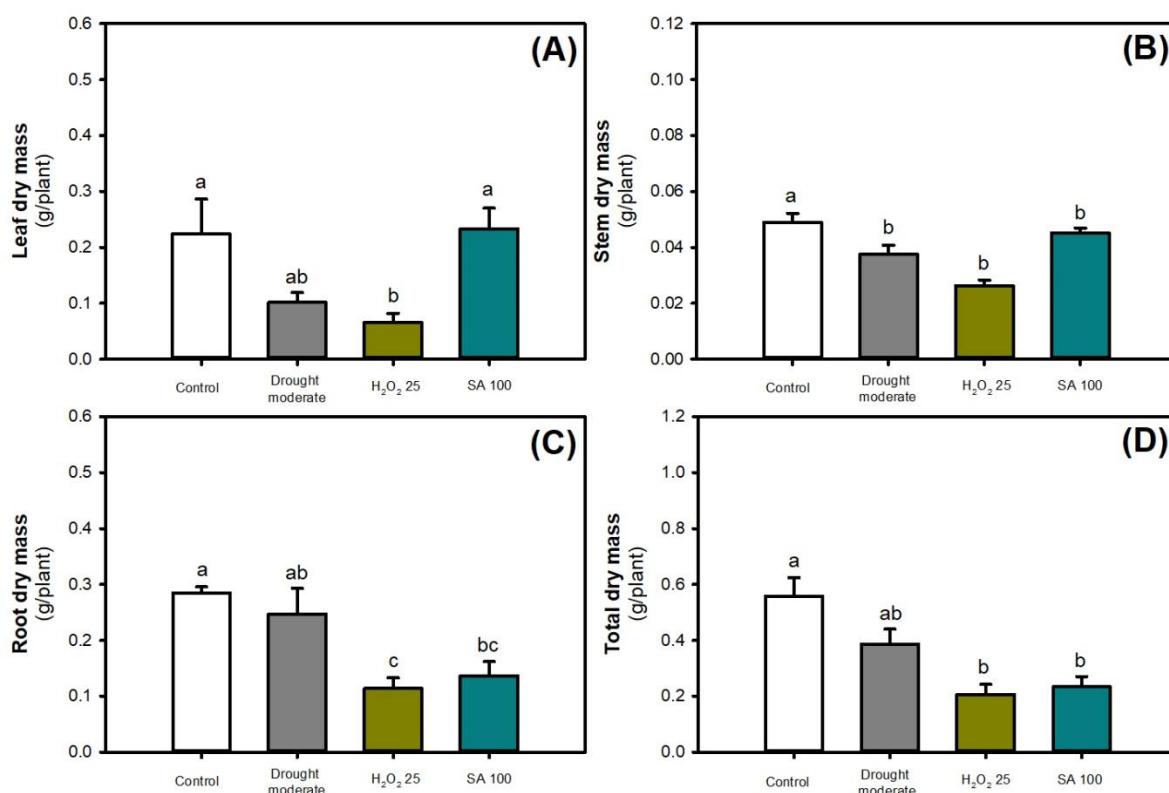 (A)
Leaf dry mass
(g/plant)
0.6
0.5
0.4
0.3
0.2
0.1
0.0
a
ab
b
a
Control
Drought
moderate
H₂O₂ 25
SA 100
(B)
Stem dry mass
(g/plant)
0.12
0.10
0.08
0.06
0.04
0.02
0.00
a
b
b
b
Control
Drought
moderate
H₂O₂ 25
SA 100
(C)
Root dry mass
(g/plant)
0.6
0.5
0.4
0.3
0.2
0.1
0.0
a
ab
c
bc
Control
Drought
moderate
H₂O₂ 25
SA 100
(D)
Total dry mass
(g/plant)
1.2
1.0
0.8
0.6
0.4
0.2
0.0
a
ab
b
b
Control
Drought
moderate
H₂O₂ 25
SA 100